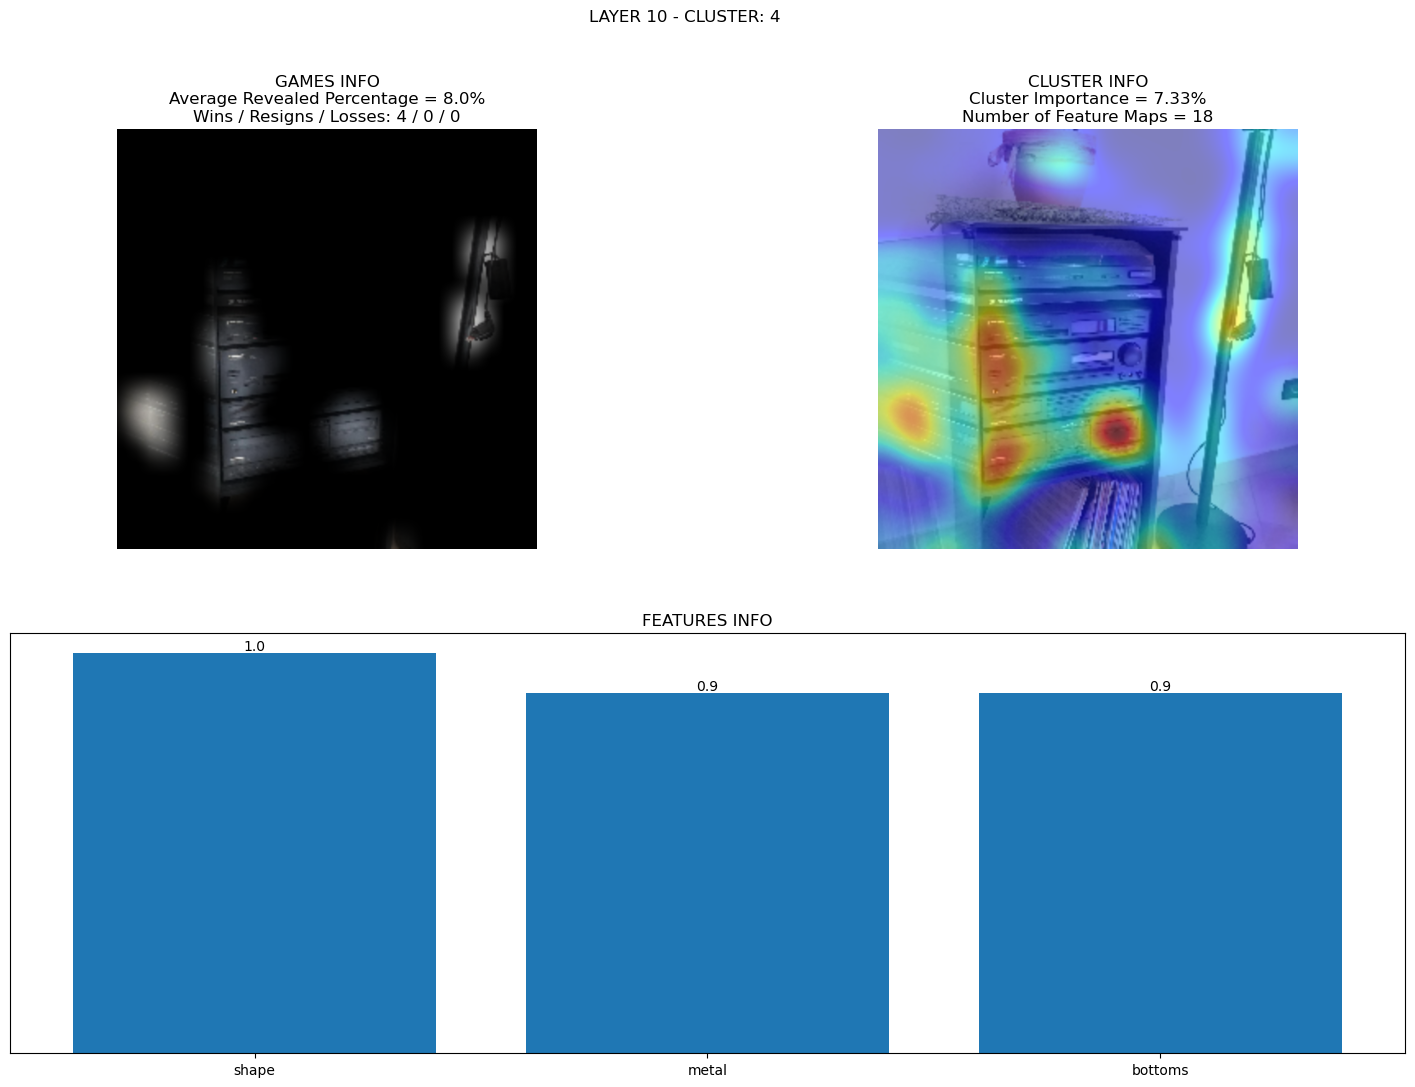 LAYER 10 - CLUSTER: 4
GAMES INFO
Average Revealed Percentage = 8.0%
Wins / Resigns / Losses: 4 / 0 / 0
CLUSTER INFO
Cluster Importance = 7.33%
Number of Feature Maps = 18
FEATURES INFO
1.0
0.9
0.9
shape
metal
bottoms